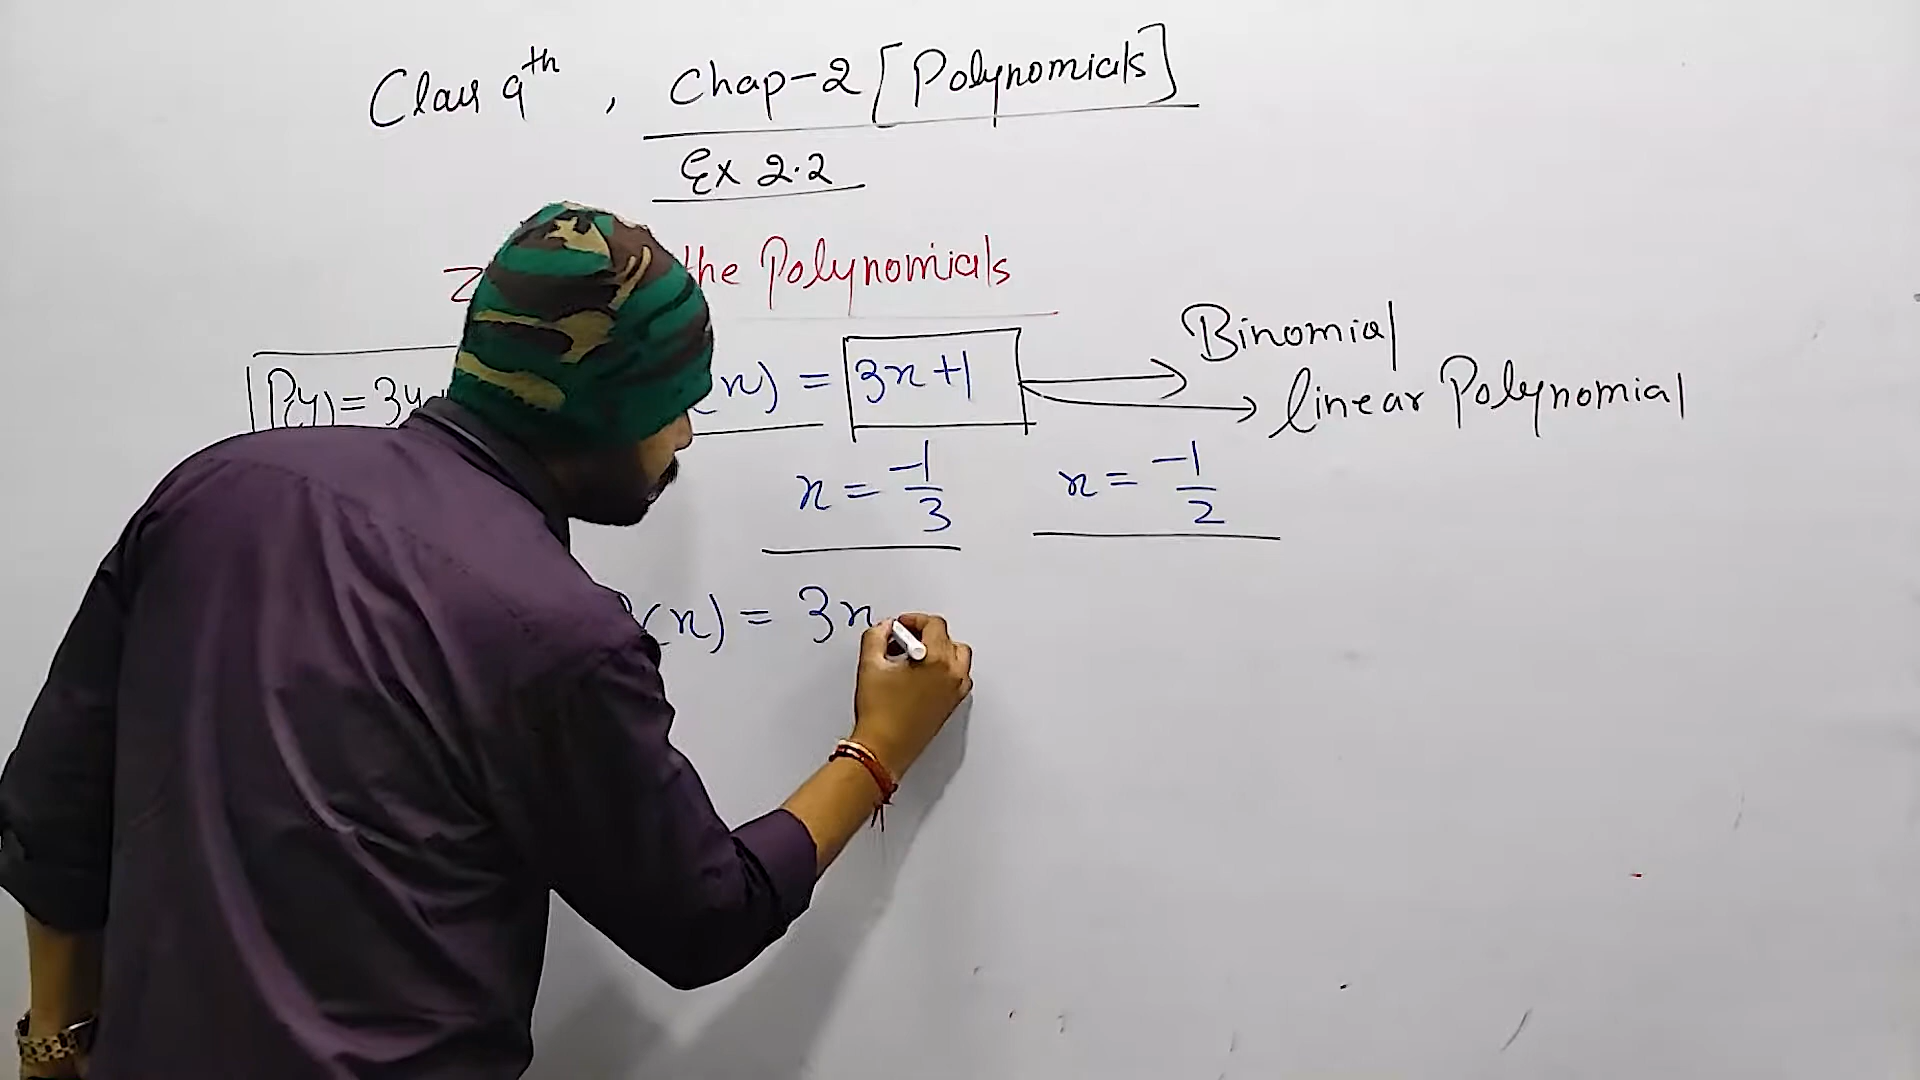 Class 9th, Chap-2 [Polynomials]
Ex 2.2
the Polynomials
P(y) = 3y (x) = 3x+1 Binomial
linear Polynomial
x = -1/3 x = -1/2
(x) = 3x